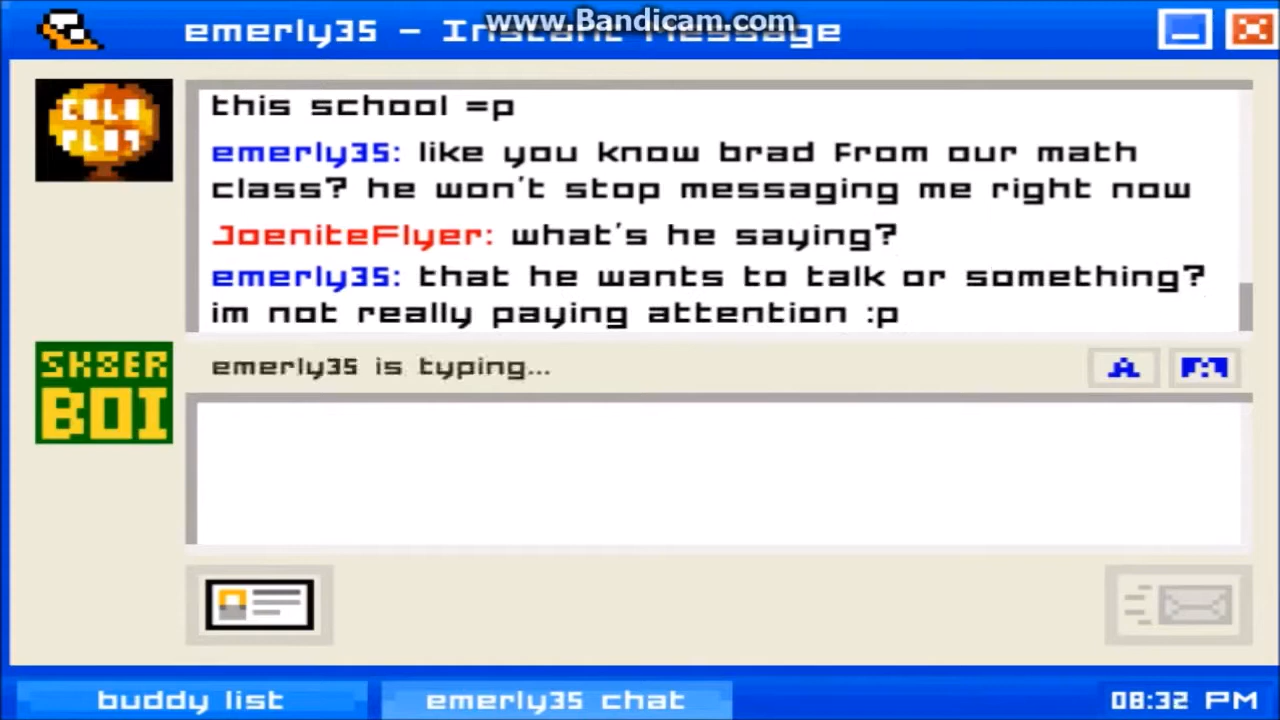 www.Bandicam.com
emerly35 - Instant Message
COLD
PLAY
this school =p
emerly35: like you know brad from our math
class? he won't stop messaging me right now
JoeniteFlyer: what's he saying?
emerly35: that he wants to talk or something?
im not really paying attention :p
emerly35 is typing...
A
SK8ER
BOI
buddy list
emerly35 chat
08:32 PM